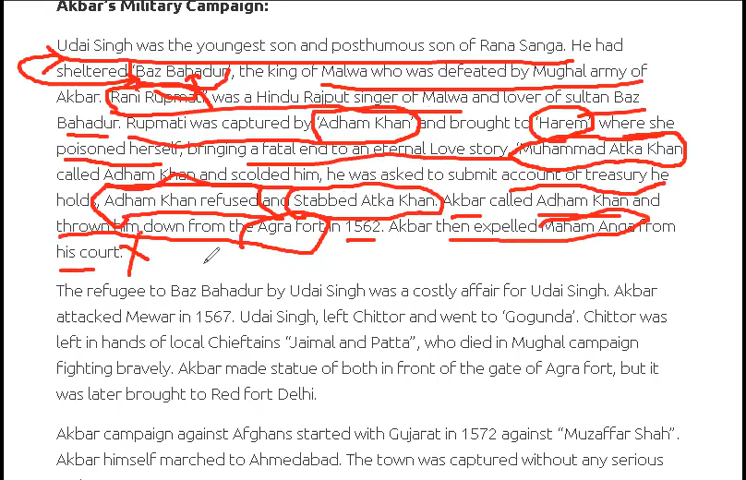 Akbar's Military Campaign:
Udai Singh was the youngest son and posthumous son of Rana Sanga. He had
sheltered 'Baz Bahadur', the king of Malwa who was defeated by Mughal army of
Akbar. 'Rani Rupmati' was a Hindu Rajput singer of Malwa and lover of sultan Baz
Bahadur. Rupmati was captured by 'Adham Khan' and brought to 'Harem', where she
poisoned herself, bringing a fatal end to an eternal Love story. 'Muhammad Atka Khan
called Adham Khan and scolded him, he was asked to submit account of treasury he
holds, Adham Khan refused and Stabbed Atka Khan. Akbar called Adham Khan and
thrown him down from the Agra fort in 1562. Akbar then expelled Maham Anga from
his court.
The refugee to Baz Bahadur by Udai Singh was a costly affair for Udai Singh. Akbar
attacked Mewar in 1567. Udai Singh, left Chittor and went to 'Gogunda'. Chittor was
left in hands of local Chieftains "Jaimal and Patta", who died in Mughal campaign
fighting bravely. Akbar made statue of both in front of the gate of Agra fort, but it
was later brought to Red fort Delhi.
Akbar campaign against Afghans started with Gujarat in 1572 against "Muzaffar Shah".
Akbar himself marched to Ahmedabad. The town was captured without any serious